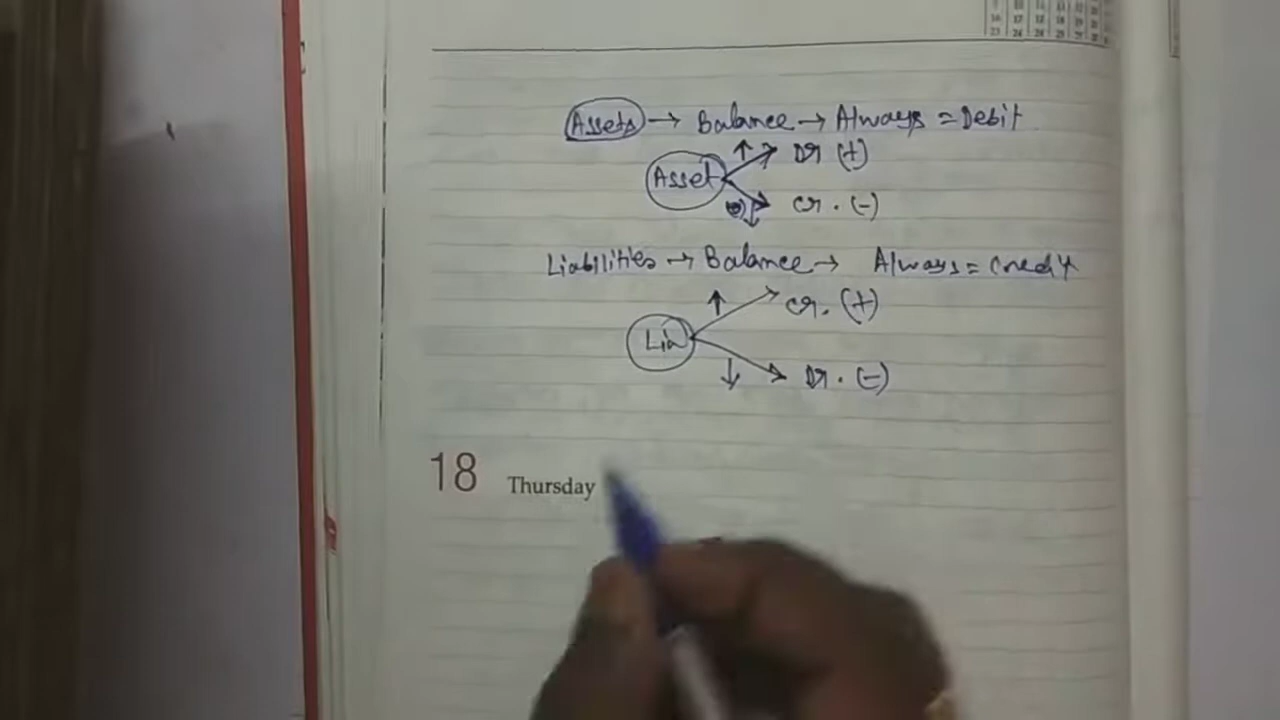 Assets → Balance → Always = Debit
↑ Dr (+)
Asset
↓ Cr. (-)
Liabilities → Balance → Always = Credit
↑ Cr. (+)
Lia
↓ Dr. (-)
18 Thursday